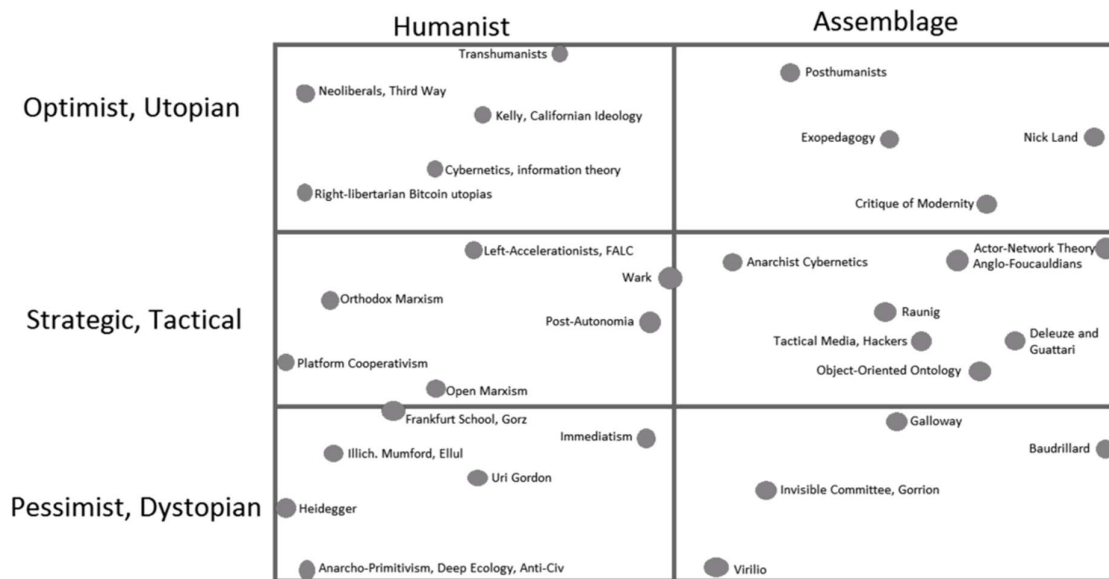 Humanist
Assemblage
Optimist, Utopian
Transhumanists
Posthumanists
Neoliberals, Third Way
Kelly, Californian Ideology
Exopedagogy
Nick Land
Cybernetics, information theory
Right-libertarian Bitcoin utopias
Critique of Modernity
Strategic, Tactical
Left-Accelerationists, FALC
Actor-Network Theory
Anarchist Cybernetics
Anglo-Foucauldians
Wark
Orthodox Marxism
Raunig
Post-Autonomia
Tactical Media, Hackers
Deleuze and
Guattari
Platform Cooperativism
Object-Oriented Ontology
Open Marxism
Pessimist, Dystopian
Frankfurt School, Gorz
Galloway
Immediatism
Baudrillard
Illich. Mumford, Ellul
Uri Gordon
Invisible Committee, Gorrion
Heidegger
Anarcho-Primitivism, Deep Ecology, Anti-Civ
Virilio